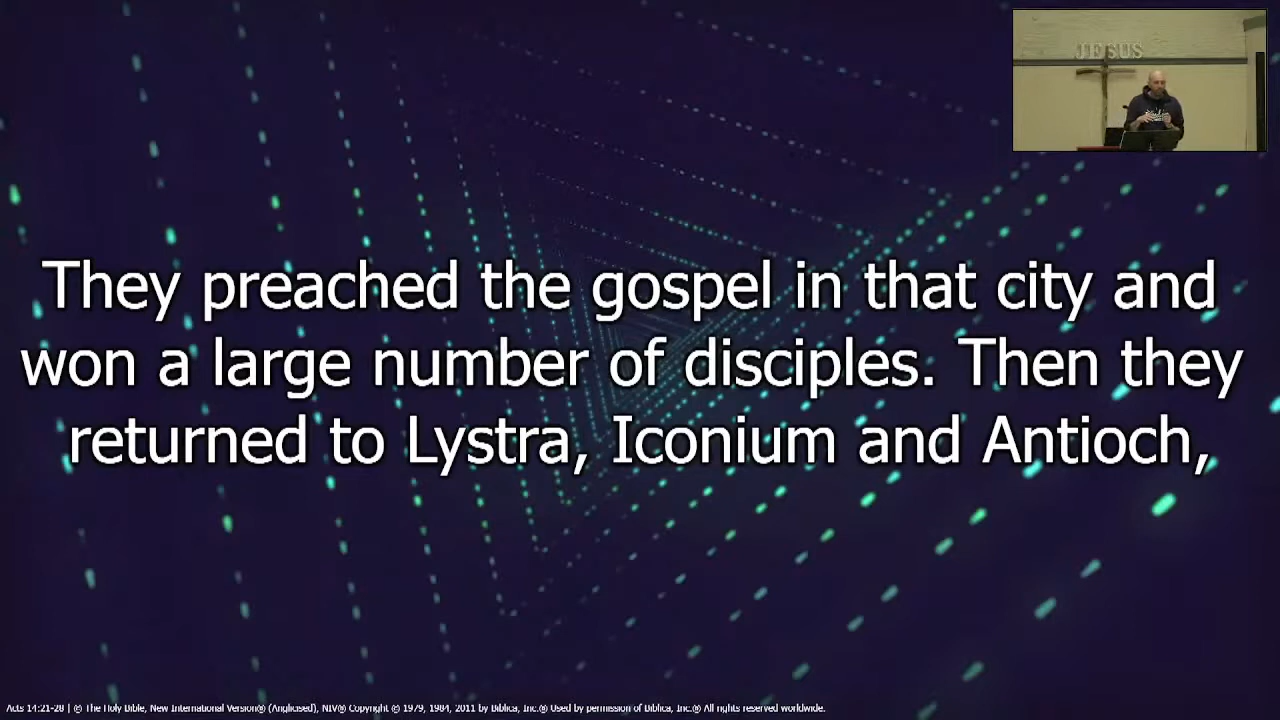 JESUS
They preached the gospel in that city and
won a large number of disciples. Then they
returned to Lystra, Iconium and Antioch,
Acts 14:21-28 | © The Holy Bible, New International Version® (Anglicised), NIV® Copyright © 1979, 1984, 2011 by Biblica, Inc.® Used by permission of Biblica, Inc.® All rights reserved worldwide.